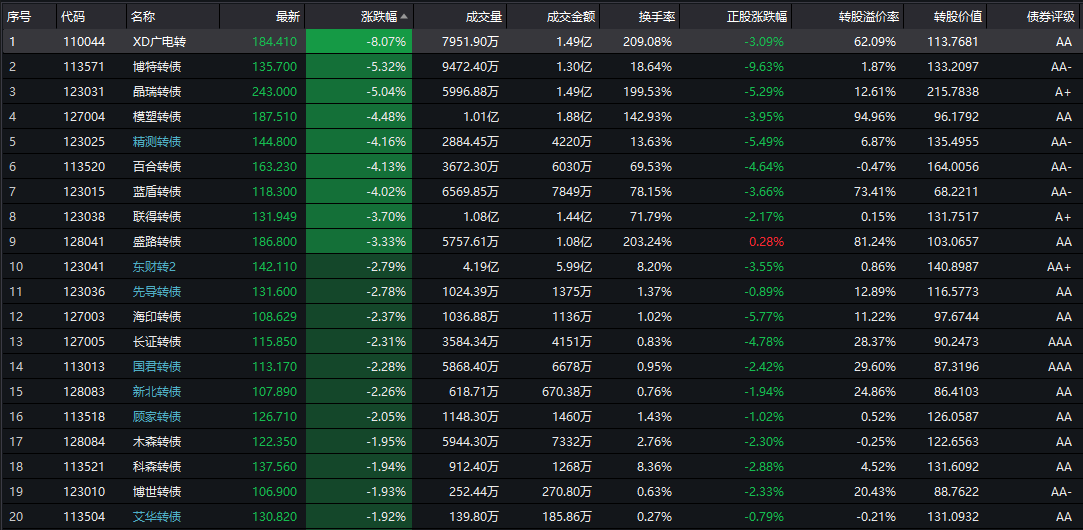 序号 代码 名称 最新 涨跌幅 成交量 成交金额 换手率 正股涨跌幅 转股溢价率 转股价值 债券评级
1 110044 XD广电转 184.410 -8.07% 7951.90万 1.49亿 209.08% -3.09% 62.09% 113.7681 AA
2 113571 博特转债 135.700 -5.32% 9472.40万 1.30亿 18.64% -9.63% 1.87% 133.2097 AA-
3 123031 晶瑞转债 243.000 -5.04% 5996.88万 1.49亿 199.53% -5.29% 12.61% 215.7838 A+
4 127004 模塑转债 187.510 -4.48% 1.01亿 1.88亿 142.93% -3.95% 94.96% 96.1792 AA
5 123025 精测转债 144.800 -4.16% 2884.45万 4220万 13.63% -5.49% 6.87% 135.4955 AA-
6 113520 百合转债 163.230 -4.13% 3672.30万 6030万 69.53% -4.64% -0.47% 164.0056 AA-
7 123015 蓝盾转债 118.300 -4.02% 6569.85万 7849万 78.15% -3.66% 73.41% 68.2211 AA-
8 123038 联得转债 131.949 -3.70% 1.08亿 1.44亿 71.79% -2.17% 0.15% 131.7517 A+
9 128041 盛路转债 186.800 -3.33% 5757.61万 1.08亿 203.24% 0.28% 81.24% 103.0657 AA
10 123041 东财转2 142.110 -2.79% 4.19亿 5.99亿 8.20% -3.55% 0.86% 140.8987 AA+
11 123036 先导转债 131.600 -2.78% 1024.39万 1375万 1.37% -0.89% 12.89% 116.5773 AA
12 127003 海印转债 108.629 -2.37% 1036.88万 1136万 1.02% -5.77% 11.22% 97.6744 AA
13 127005 长证转债 115.850 -2.31% 3584.34万 4151万 0.83% -4.78% 28.37% 90.2473 AAA
14 113013 国君转债 113.170 -2.28% 5868.40万 6678万 0.95% -2.42% 29.60% 87.3196 AAA
15 128083 新北转债 107.890 -2.26% 618.71万 670.38万 0.76% -1.94% 24.86% 86.4103 AA
16 113518 顾家转债 126.710 -2.05% 1148.30万 1460万 1.43% -1.02% 0.52% 126.0587 AA
17 128084 木森转债 122.350 -1.95% 5944.30万 7332万 2.76% -2.30% -0.25% 122.6563 AA
18 113521 科森转债 137.560 -1.94% 912.40万 1268万 8.36% -2.88% 4.52% 131.6092 AA
19 123010 博世转债 106.900 -1.93% 252.44万 270.80万 0.63% -2.33% 20.43% 88.7622 AA-
20 113504 艾华转债 130.820 -1.92% 139.80万 185.86万 0.27% -0.79% -0.21% 131.0932 AA